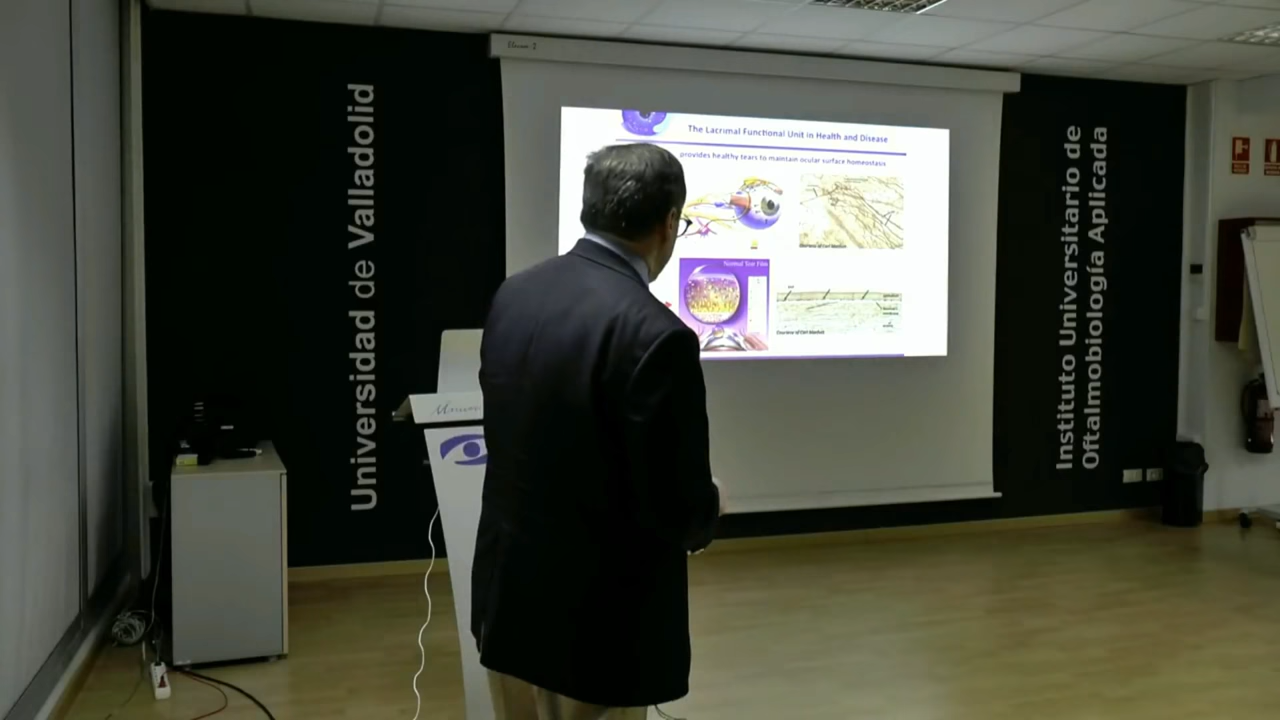 Universidad de Valladolid
The Lacrimal Functional Unit in Health and Disease
provides healthy tears to maintain ocular surface homeostasis
Normal Tear Film
Instituto Universitario de
Oftalmobiología Aplicada